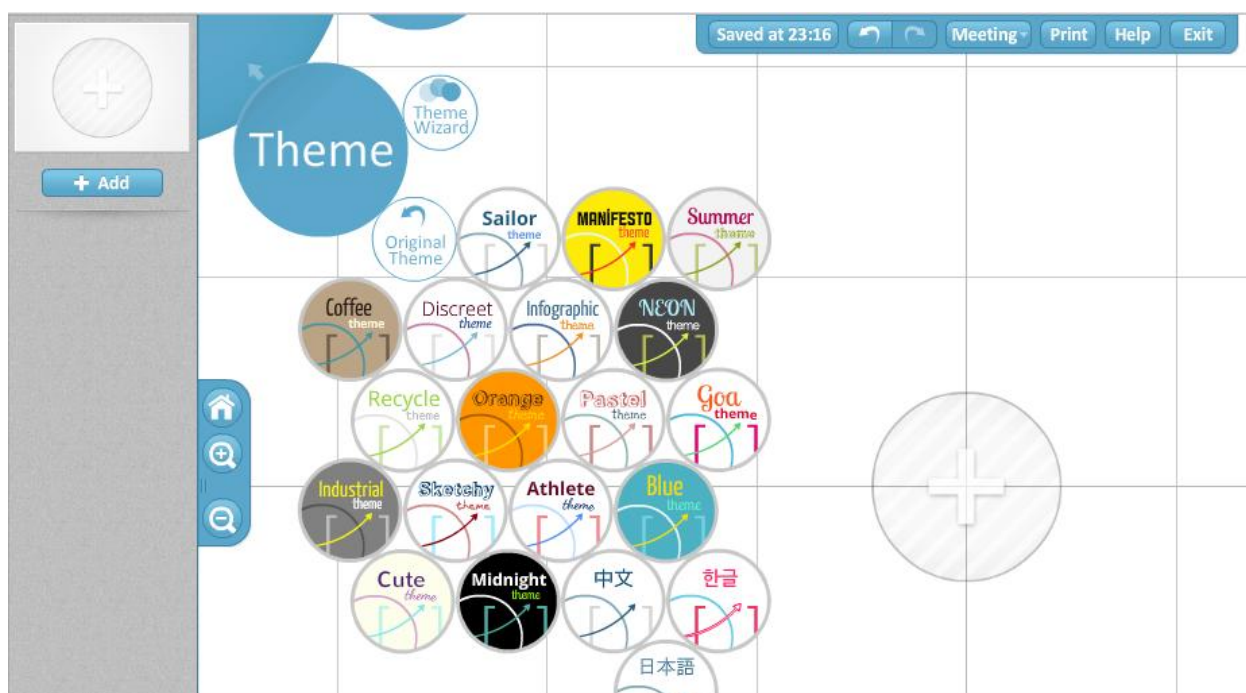 Saved at 23:16
Meeting
Print
Help
Exit
+ Add
Theme
Theme
Wizard
Original
Theme
Sailor
theme
MANIFESTO
theme
Summer
theme
Coffee
theme
Discreet
theme
Infographic
theme
NEON
theme
Recycle
theme
Orange
theme
Pastel
theme
Goa
theme
Industrial
theme
Sketchy
theme
Athlete
theme
Blue
theme
Cute
theme
Midnight
theme
中文
한글
日本語